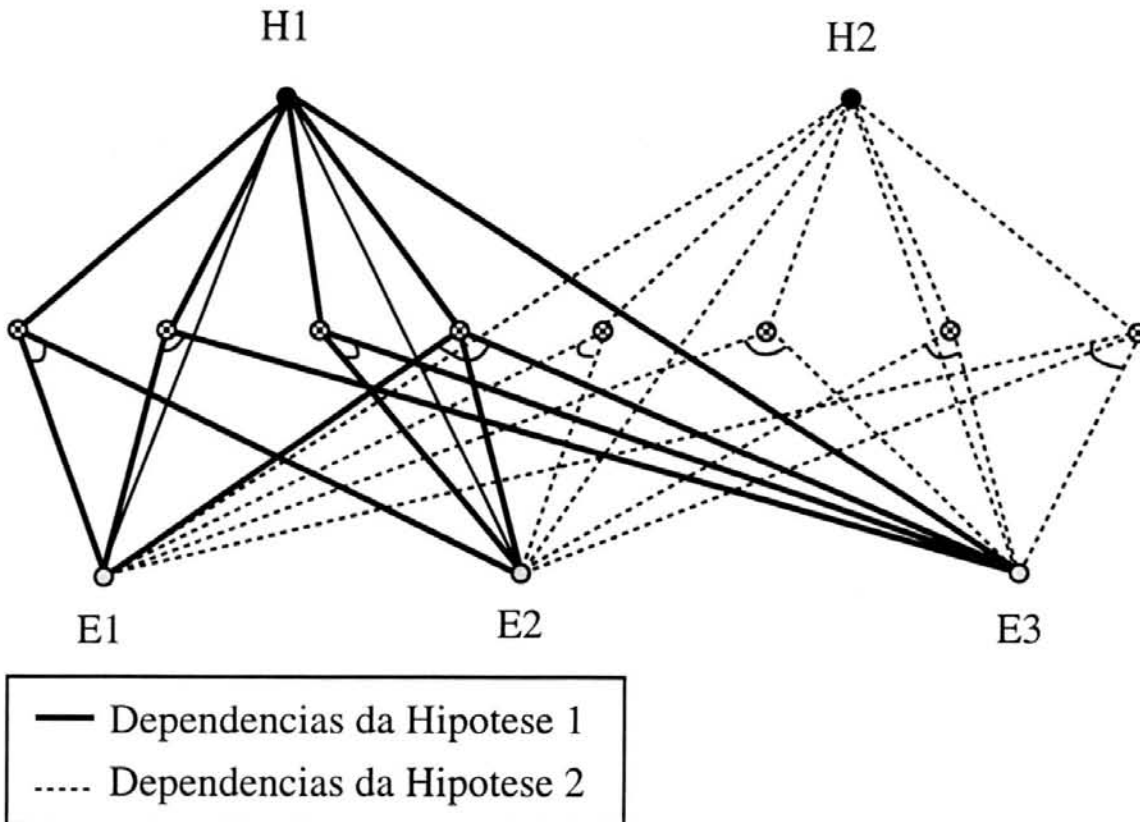 H1
H2
E1
E2
E3
Dependencias da Hipotese 1
Dependencias da Hipotese 2